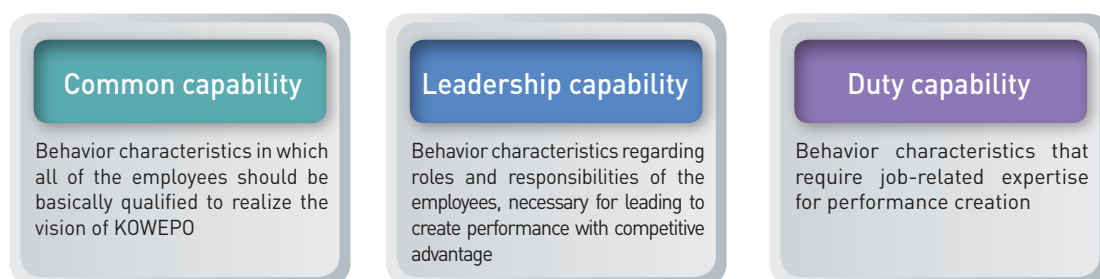 Common capability
Behavior characteristics in which
all of the employees should be
basically qualified to realize the
vision of KOWEPO
Leadership capability
Behavior characteristics regarding
roles and responsibilities of the
employees, necessary for leading to
create performance with competitive
advantage
Duty capability
Behavior characteristics that
require job-related expertise
for performance creation